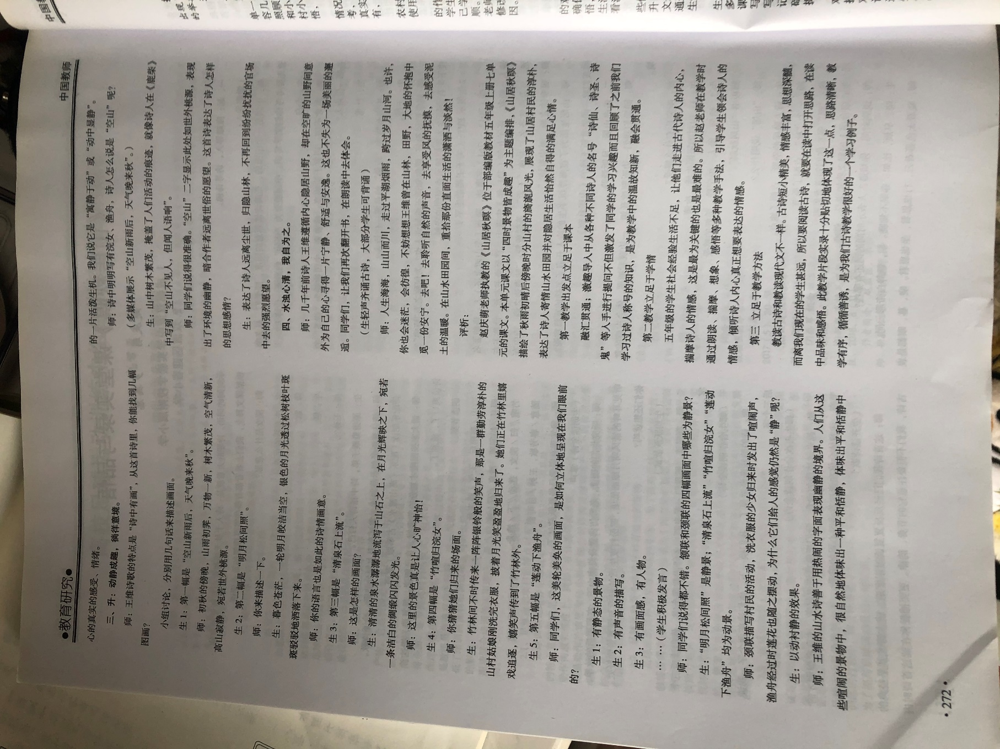 ●教育研究●
中国教师
心的真实的感受、情绪。
三、升：动静成趣，徜徉意境。
师：王维诗歌的特点是“诗中有画”，从这首诗里，你能找到几幅
图画？
小组讨论，分别用几句话来描述画面。
生1：第一幅是“空山新雨后，天气晚来秋”。
师：初秋的傍晚，山雨初霁，万物一新，树木繁茂，空气清新，
高山寂静，宛若世外桃源。
生2：第二幅是“明月松间照”。
师：你来描述一下。
生：暮色苍茫，一轮明月皎洁当空，银色的月光透过松树枝叶斑
斑驳驳地洒落下来。
师：你的语言也是如此的诗情画意。
生3：第三幅是“清泉石上流”。
师：这是怎样的画面？
生：清清的泉水潺潺地流泻于山石之上，在月光辉映之下，宛若
一条洁白的绸缎闪闪发光。
师：这里的景色真是让人心旷神怡！
生4：第四幅是“竹喧归浣女”。
师：你猜猜她们归来的场面。
生：竹林间不时传来一阵阵银铃般的笑声，那是一群勤劳淳朴的
山村姑娘刚洗完衣服，披着月光笑盈盈地归来了。她们正在竹林里嬉
戏追逐，嬉笑声传到了竹林外。
生5：第五幅是“莲动下渔舟”。
师：同学们，这美轮美奂的画面，是如何立体地呈现在我们眼前
的？
生1：有静态的景物。
生2：有声音的描写。
生3：有画面感，有人物。
……（学生积极发言）
师：同学们说得都不错。颔联和颈联的四幅画面中哪些为静景？
生：“明月松间照”是静景；“清泉石上流”“竹喧归浣女”“莲动
下渔舟”均为动景。
师：颈联描写村民的活动，洗衣服的少女归来时发出了喧闹声，
渔舟经过时莲花也随之摆动，为什么它们给人的感觉仍然是“静”呢？
生：以动衬静的效果。
师：王维的山水诗善于用热闹的字面表现幽静的境界。人们从这
些喧闹的景物中，很自然地体味出一种平和恬静，体味出平和恬静中
的一片活泼生机。我们说它是“寓静于动”或“动中显静”。
师：诗中明明写有浣女、渔舟，诗人怎么说是“空山”呢？
（多媒体展示“空山新雨后，天气晚来秋”。）
生：山中树木繁茂，掩盖了人们活动的痕迹，就像诗人在《鹿柴》
中写到“空山不见人，但闻人语响”。
师：同学们说得很准确。“空山”二字显示此处如世外桃源，表现
出了环境的幽静，暗合作者远离世俗的愿望。这首诗表达了诗人怎样
的思想感情？
生：表达了诗人远离尘世，归隐山林，不再回到纷纷扰扰的官场
中去的强烈愿望。
四、水浊心清，我自为之。
师：几千年前诗人王维遵循内心隐居山野，却在空旷的山野间意
外为自己的心寻得一片宁静、舒适与安逸。这也不失为一场美丽的邂
逅。同学们，让我们再次翻开书，在朗读中去体会。
（生轻声齐诵古诗，大部分学生可背诵）
师：人生海海，山山而川，走过平湖烟雨，跨过岁月山河。也许，
你也会迷茫，会彷徨，不妨想想王维曾在山林，田野，大地的怀抱中
觅一份安宁。去吧！去聆听自然的声音，去享受风的抚摸，去感受泥
土的温暖。在山水田园间，重拾那份直面生活的潇洒与淡然！
评析：
赵庆萌老师执教的《山居秋暝》位于部编版教材五年级上册七单
元的课文。本单元课文以“四时景物皆成趣”为主题编排，《山居秋暝》
描绘了秋雨初晴后傍晚时分山村的旖旎风光，展现了山居村民的淳朴，
表达了诗人寄情山水田园并对隐居生活怡然自得的满足心情。
第一教学出发点立足于课本
融汇贯通；激趣导入中从各种不同诗人的名号“诗仙、诗圣、诗
鬼”等入手进行提问不但激发了同学的学习兴趣而且回顾了之前我们
学习过诗人称号的知识，是为教学中的温故知新，融会贯通。
第二教学立足于学情
五年级的学生社会经验生活不足，让他们走进古代诗人的内心，
揣摩诗人的情感，这是最为关键的也是最难的。所以赵老师在教学时
通过朗读、揣摩、想象、感悟等多种教学手法，引导学生领会诗人的
情感，倾听诗人内心真正想要表达的情感。
第三 立足于教学方法
教读古诗和教读现代文不一样。古诗短小精美，情感丰富，思想深髓，
而离我们现在的学生甚远，所以要阅读古诗，就要在读中打开思路，在读
中品味和感悟。此教学片段实录十分贴切地体现了这一点，思路清晰，教
学有序，循循善诱，是为我们古诗教学很好的一个学习例子。
·272·